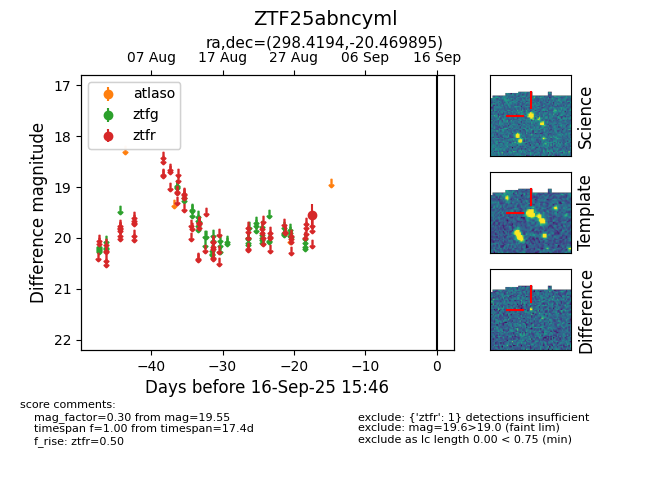 ZTF25abncyml
ra,dec=(298.4194,-20.469895)
07 Aug 17 Aug 27 Aug 06 Sep 16 Sep
atlaso
ztfg
ztfr
17
18
19
20
21
22
Difference magnitude
−40 −30 −20 −10 0
Days before 16-Sep-25 15:46
Science
Template
Difference
score comments:
mag_factor=0.30 from mag=19.55
timespan f=1.00 from timespan=17.4d
f_rise: ztfr=0.50
exclude: {'ztfr': 1} detections insufficient
exclude: mag=19.6>19.0 (faint lim)
exclude as lc length 0.00 < 0.75 (min)